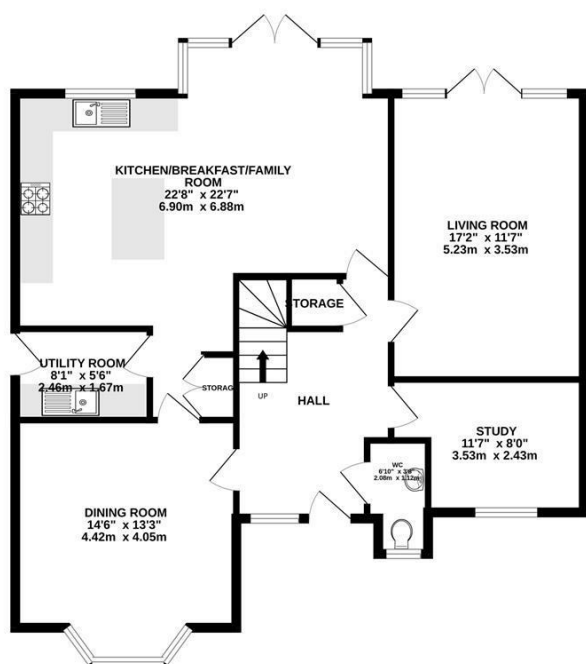 KITCHEN/BREAKFAST/FAMILY
ROOM
22'8" x 22'7"
6.90m x 6.88m
LIVING ROOM
17'2" x 11'7"
5.23m x 3.53m
STORAGE
UTILITY ROOM
8'1" x 5'6"
2.46m x 1.67m
STORAGE
UP
HALL
STUDY
11'7" x 8'0"
3.53m x 2.43m
WC
6'10" x 3'8"
2.08m x 1.12m
DINING ROOM
14'6" x 13'3"
4.42m x 4.05m